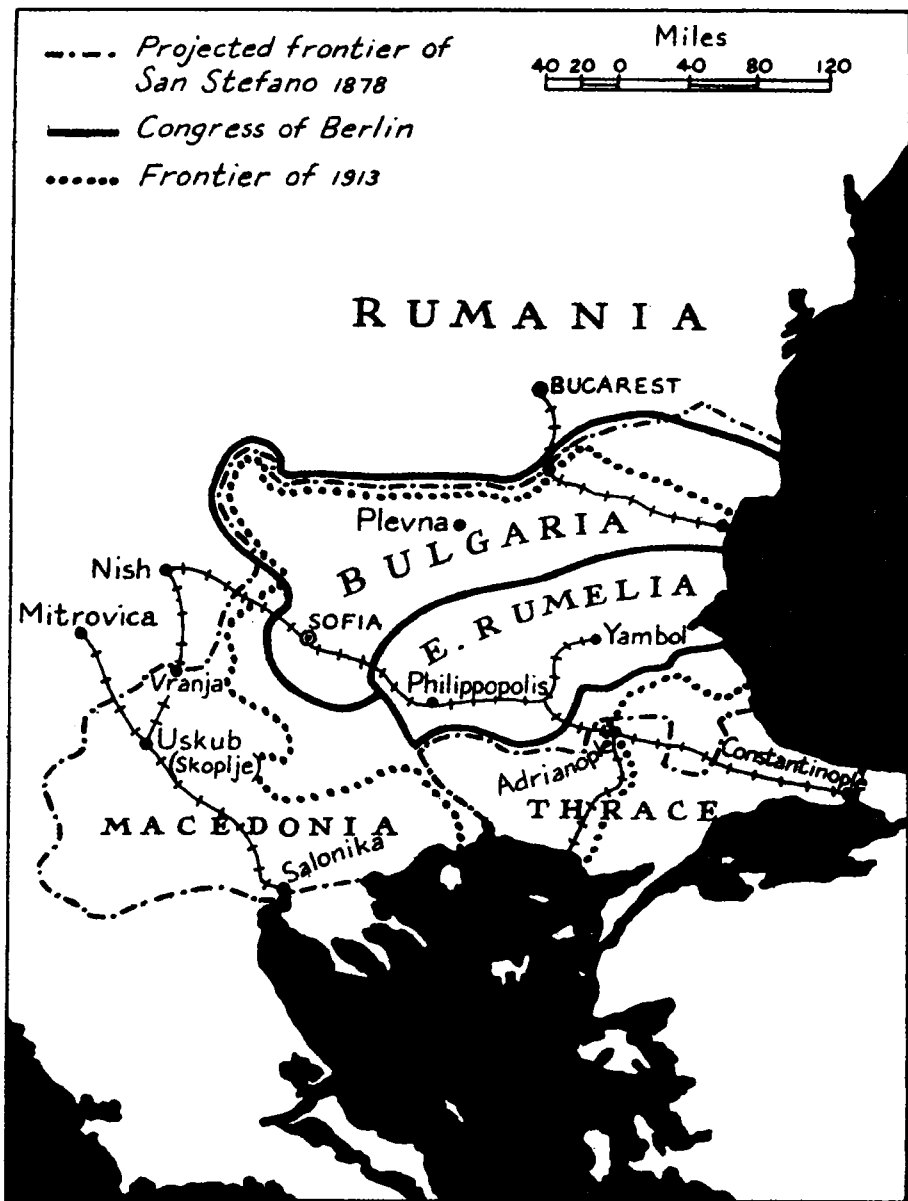 Projected frontier of
San Stefano 1878
Congress of Berlin
Frontier of 1913
Miles
40 20 0 40 80 120
RUMANIA
BUCAREST
Plevna
BULGARIA
Nish
Mitrovica
SOFIA
E. RUMELIA
Yambol
Vranja
Philippopolis
Uskub
(Skoplje)
Adrianople
Constantinople
THRACE
MACEDONIA
Salonika